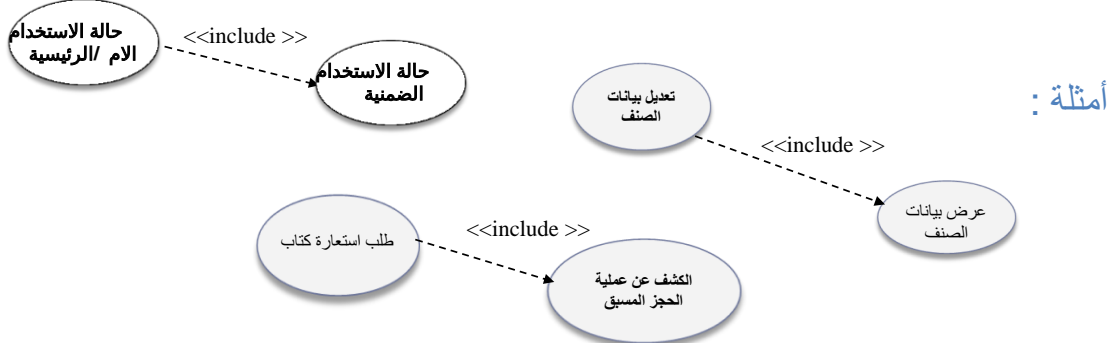 حالة الاستخدام
الام /الرئيسية
<<include >>
حالة الاستخدام
الضمنية
أمثلة :
تعديل بيانات
الصنف
<<include >>
عرض بيانات
الصنف
طلب استعارة كتاب
<<include >>
الكشف عن عملية
الحجز المسبق